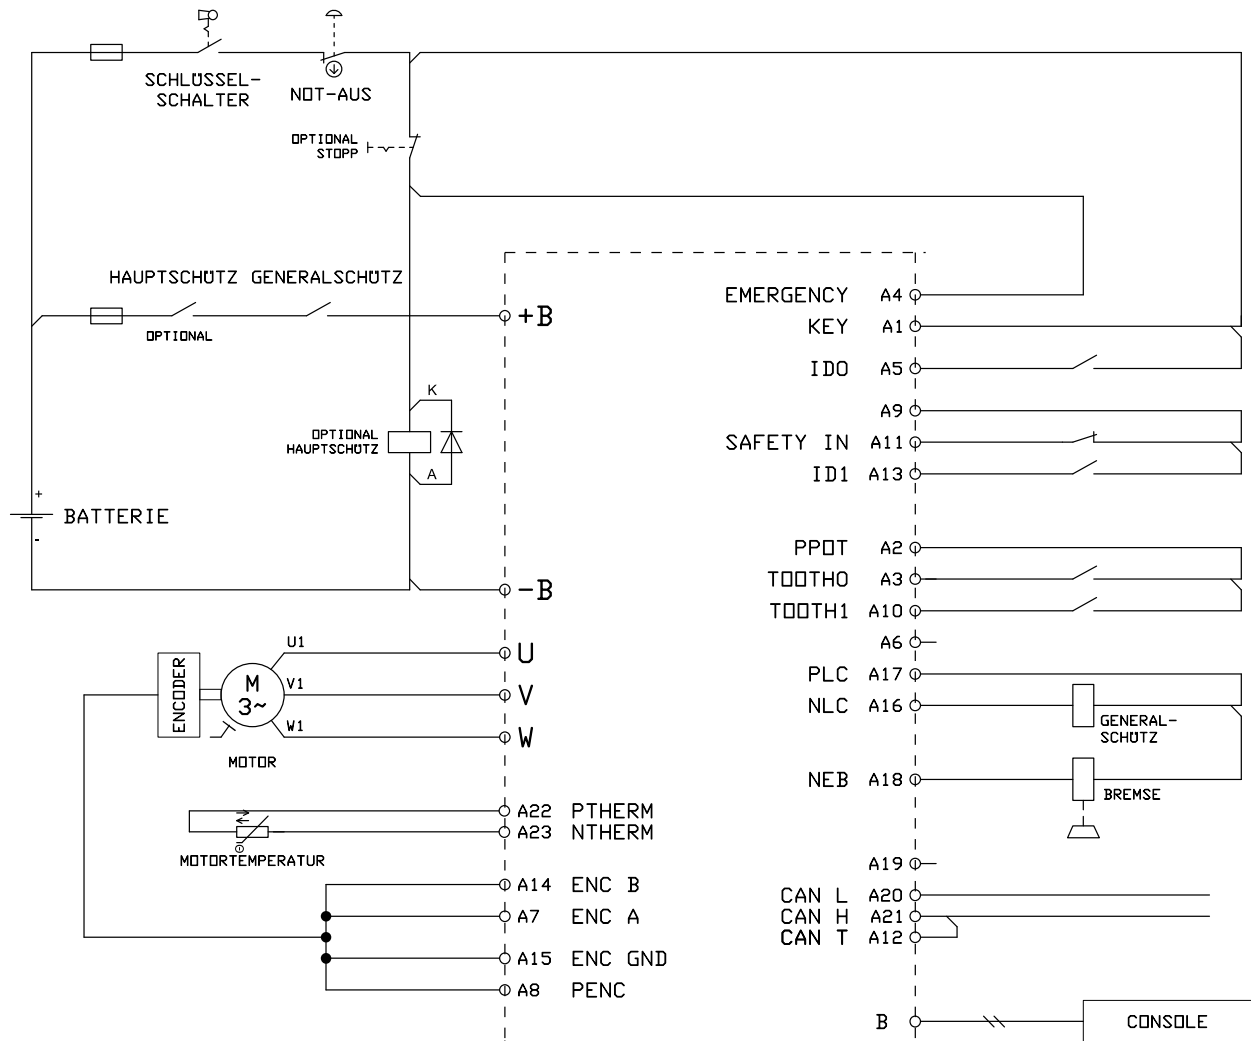 SCHLÜSSEL-
SCHALTER
NOT-AUS
OPTIONAL
STOPP
HAUPTSCHÜTZ GENERALSCHÜTZ
OPTIONAL
+B
K
OPTIONAL
HAUPTSCHÜTZ
A
+
BATTERIE
-
-B
ENCODER
M
3~
U1
V1
W1
MOTOR
U
V
W
A22 PTHERM
A23 NTHERM
MOTORTEMPERATUR
A14 ENC B
A7 ENC A
A15 ENC GND
A8 PENC
EMERGENCY A4
KEY A1
ID0 A5
A9
SAFETY IN A11
ID1 A13
PPOT A2
TOOTH0 A3
TOOTH1 A10
A6
PLC A17
NLC A16
GENERAL-
SCHÜTZ
NEB A18
BREMSE
A19
CAN L A20
CAN H A21
CAN T A12
B
CONSOLE